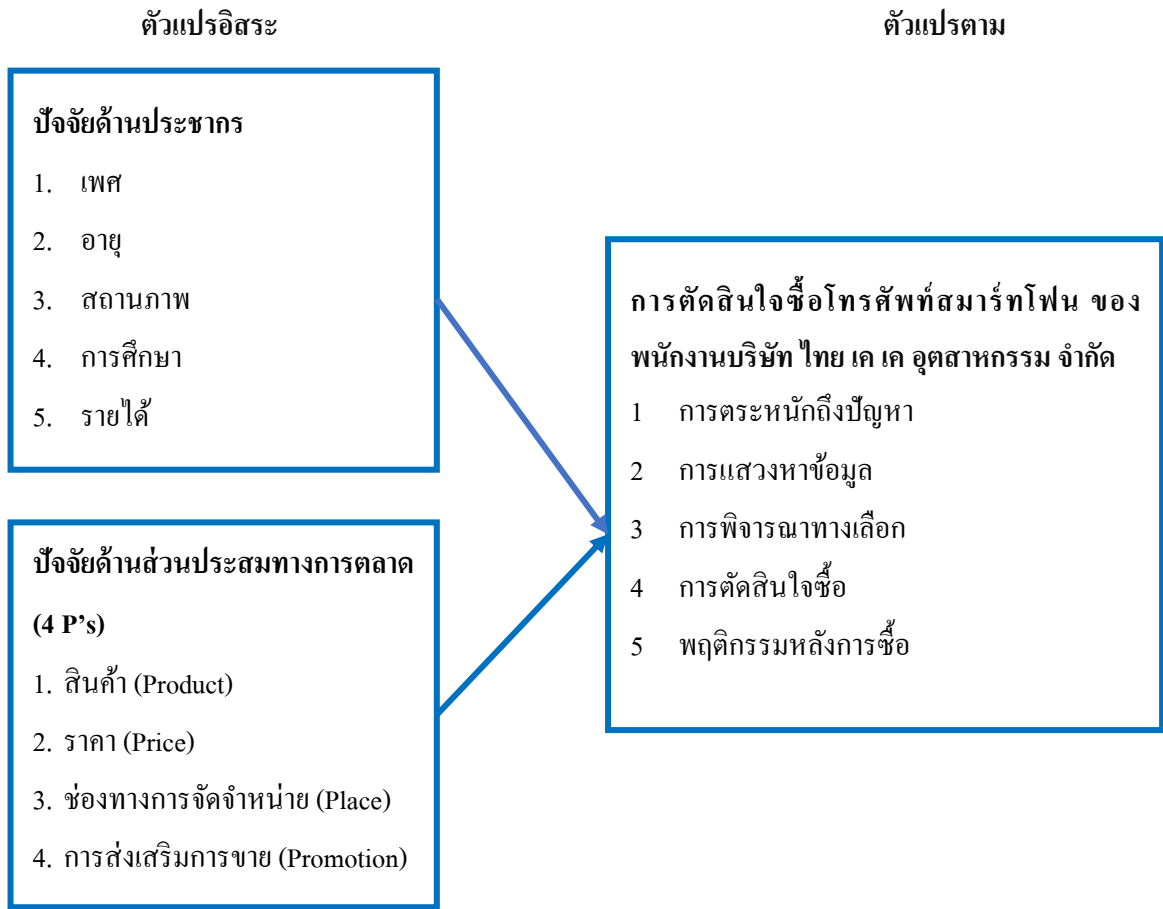 ตัวแปรอิสระ
ตัวแปรตาม
ปัจจัยด้านประชากร
1. เพศ
2. อายุ
3. สถานภาพ
4. การศึกษา
5. รายได้
ปัจจัยด้านส่วนประสมทางการตลาด
(4 P’s)
1. สินค้า (Product)
2. ราคา (Price)
3. ช่องทางการจัดจำหน่าย (Place)
4. การส่งเสริมการขาย (Promotion)
การตัดสินใจซื้อโทรศัพท์สมาร์ทโฟน ของ
พนักงานบริษัท ไทย เค เค อุตสาหกรรม จำกัด
1 การตระหนักถึงปัญหา
2 การแสวงหาข้อมูล
3 การพิจารณาทางเลือก
4 การตัดสินใจซื้อ
5 พฤติกรรมหลังการซื้อ